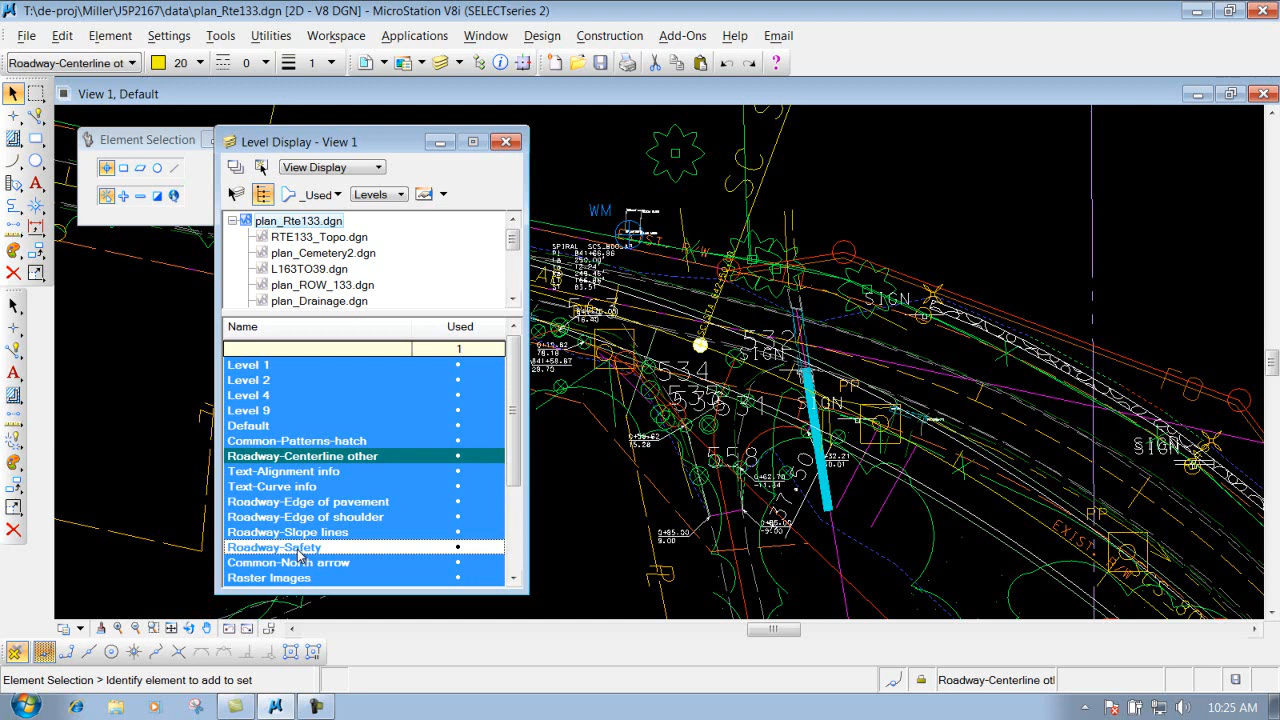 T:\de-proj\Miller\J5P2167\data\plan_Rte133.dgn [2D - V8 DGN] - MicroStation V8i (SELECTseries 2)
File Edit Element Settings Tools Utilities Workspace Applications Window Design Construction Add-Ons Help Email
Roadway-Centerline ot 20 0 1
View 1, Default
Element Selection
Level Display - View 1
View Display
_Used Levels
plan_Rte133.dgn
RTE133_Topo.dgn
plan_Cemetery2.dgn
L163TO39.dgn
plan_ROW_133.dgn
plan_Drainage.dgn
Name Used
1
Level 1
Level 2
Level 4
Level 9
Default
Common-Patterns-hatch
Roadway-Centerline other
Text-Alignment info
Text-Curve info
Roadway-Edge of pavement
Roadway-Edge of shoulder
Roadway-Slope lines
Roadway-Safety
Common-North arrow
Raster Images
WM
SIGN
SIGN
534
531
558
PP
SIGN
PP
EXIST
Element Selection > Identify element to add to set
Roadway-Centerline otl
10:25 AM